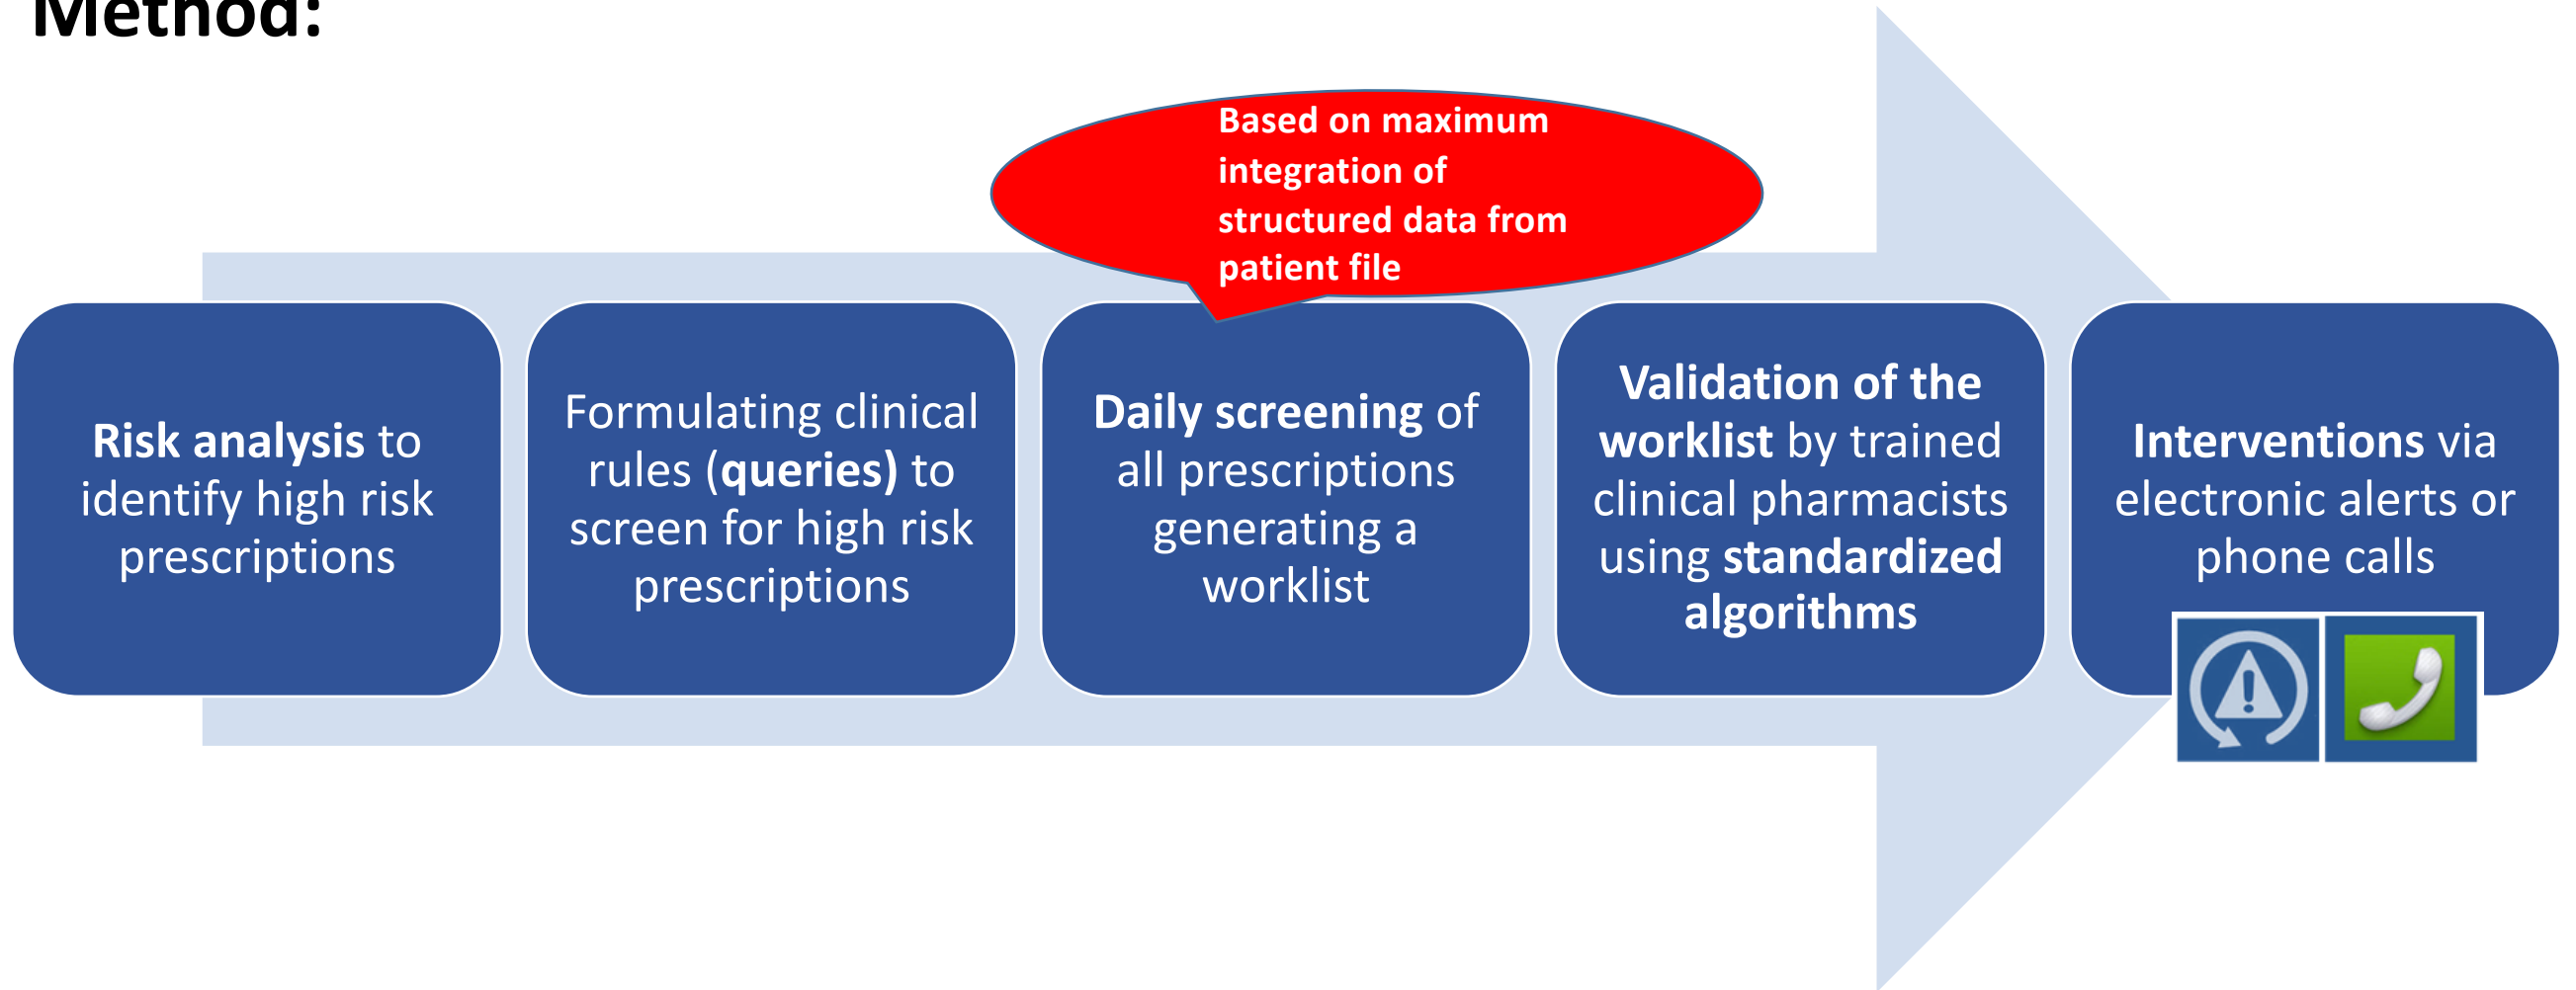 Method:
Based on maximum
integration of
structured data from
patient file
Risk analysis to
identify high risk
prescriptions
Formulating clinical
rules (queries) to
screen for high risk
prescriptions
Daily screening of
all prescriptions
generating a
worklist
Validation of the
worklist by trained
clinical pharmacists
using standardized
algorithms
Interventions via
electronic alerts or
phone calls